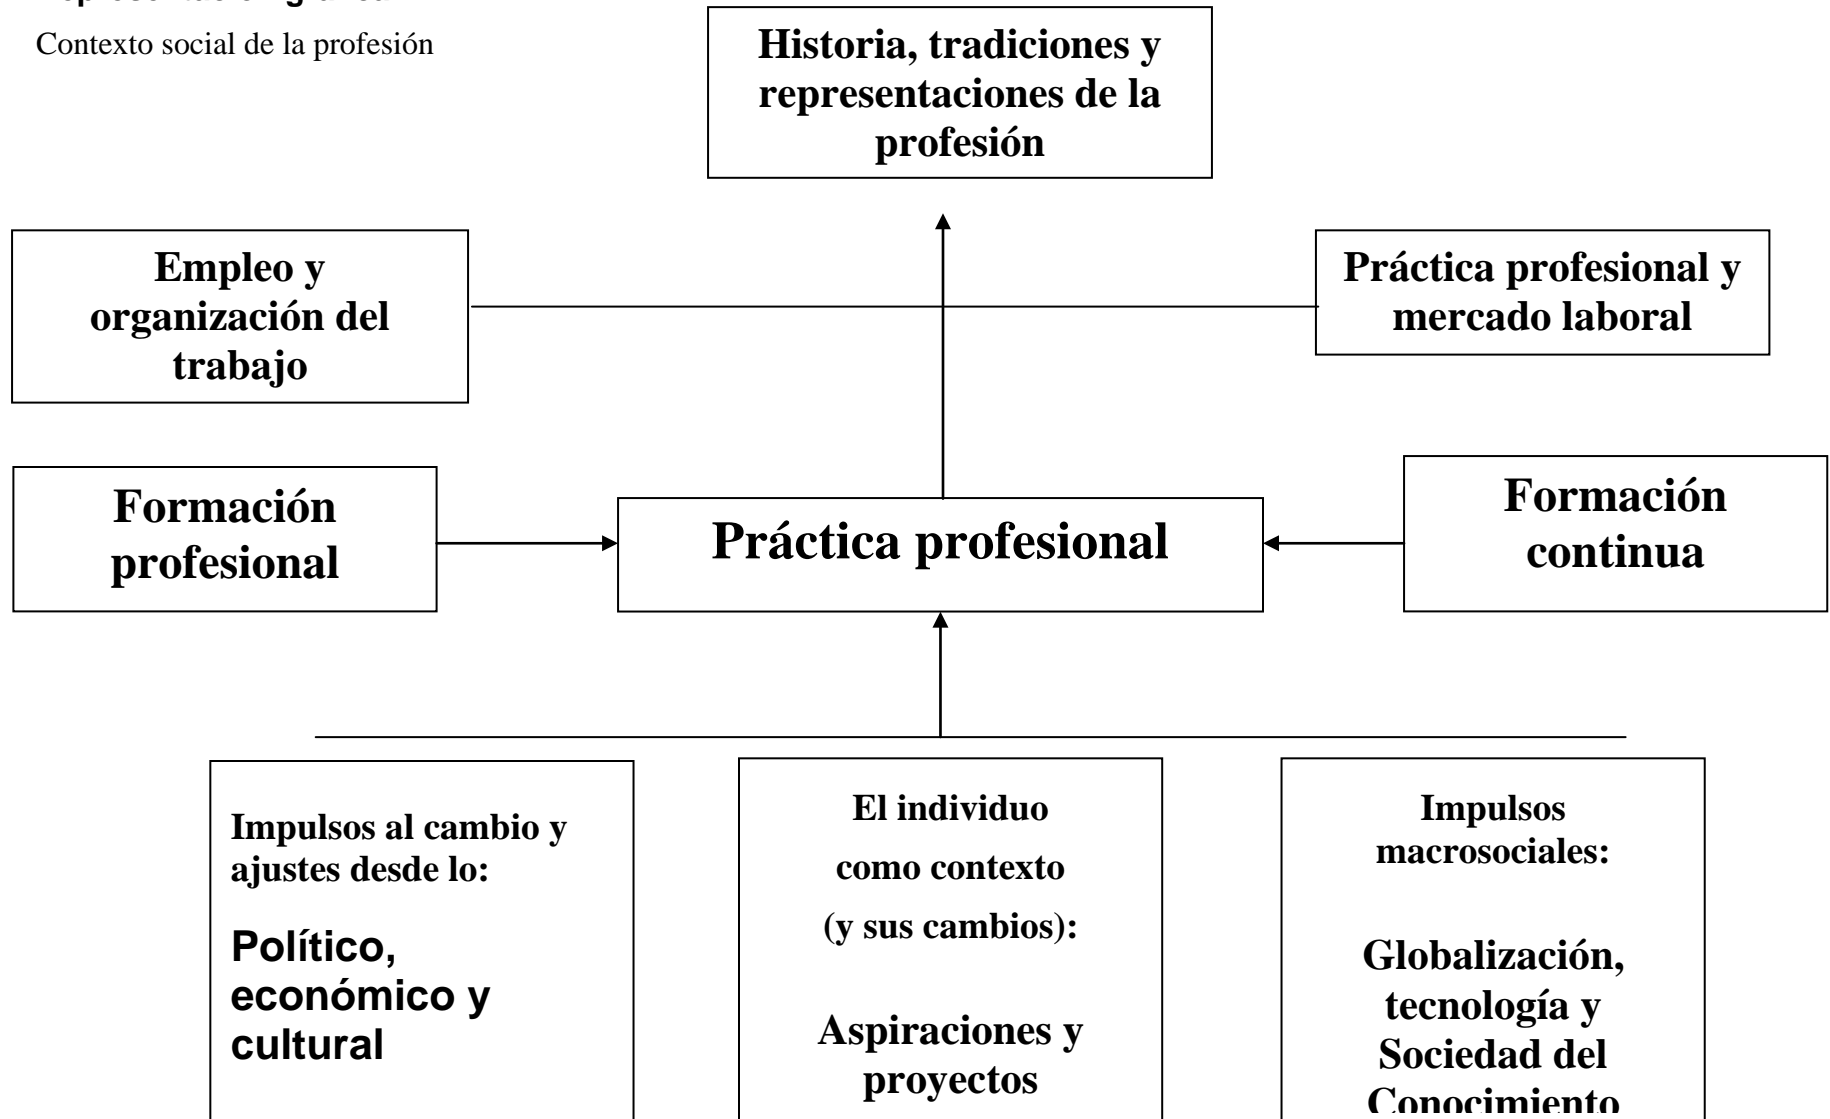 Contexto social de la profesión
Historia, tradiciones y
representaciones de la
profesión
Empleo y
organización del
trabajo
Práctica profesional y
mercado laboral
Formación
profesional
Práctica profesional
Formación
continua
Impulsos al cambio y
ajustes desde lo:
Político,
económico y
cultural
El individuo
como contexto
(y sus cambios):
Aspiraciones y
proyectos
Impulsos
macrosociales:
Globalización,
tecnología y
Sociedad del
Conocimiento